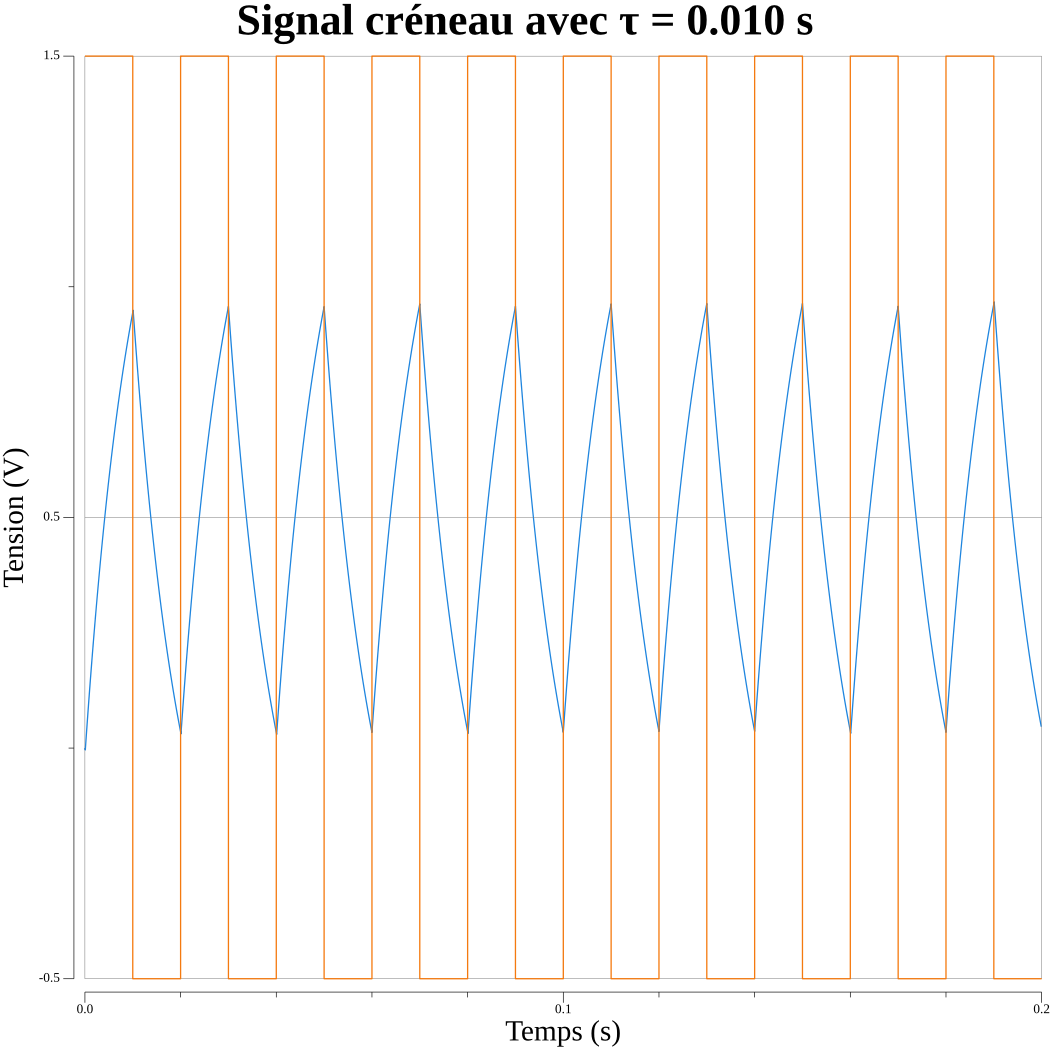 Signal créneau avec τ = 0.010 s
1.5
0.5
-0.5
Tension (V)
0.0 0.1 0.2
Temps (s)